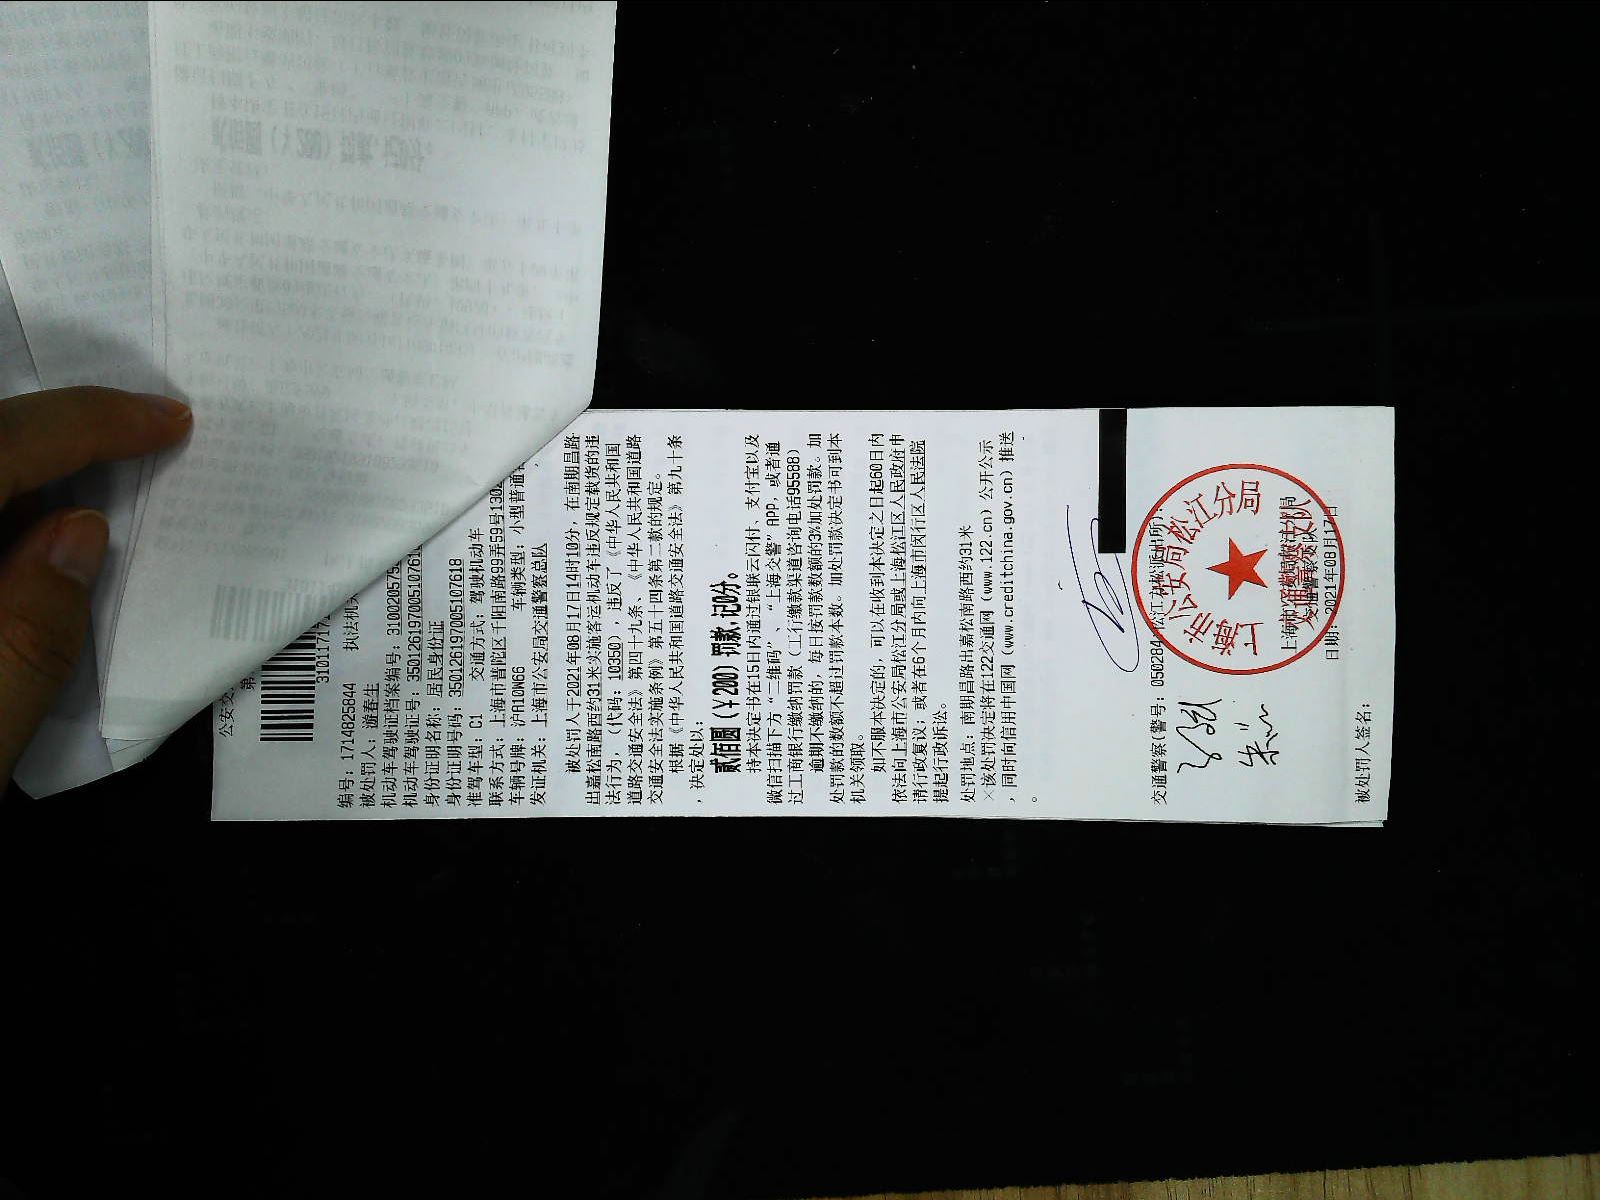 公安交
第
310117
编号: 1714825844 执法机关
被处罚人: 游春生
机动车驾驶证档案编号: 310020575
机动车驾驶证号: 350126197005107618
身份证明名称: 居民身份证
身份证明号码: 350126197005107618
准驾车型: C1 交通方式: 驾驶机动车
联系方式: 上海市普陀区千阳南路99弄59号130
车辆号牌: 沪A10N66 车辆类型: 小型普通
发证机关: 上海市公安局交通警察总队
被处罚人于2021年08月17日14时10分, 在南明昌路
出嘉松南路西约31米实施客运机动车违反规定载货的违
法行为, (代码: 10350), 违反了《中华人民共和国
道路交通安全法》第四十九条、《中华人民共和国道路
交通安全法实施条例》第五十四条第二款的规定。
根据《中华人民共和国道路交通安全法》第九十条
, 决定处以:
贰佰圆(¥200) 罚款,记0分。
持本决定书在15日内通过银联云闪付、支付宝以及
微信扫描下方“二维码”、“上海交警”APP, 或者通
过工商银行缴纳罚款(工行缴款渠道咨询电话95588)
逾期不缴纳的, 每日按罚款数额的3%加处罚款。加
处罚款的数额不超过罚款本数。加处罚款决定书可到本
机关领取。
如不服本决定的, 可以在收到本决定之日起60日内
依法向上海市公安局松江分局或上海松江区人民政府申
请行政复议; 或者在6个月内向上海市闵行区人民法院
提起行政诉讼。
处罚地点: 南明昌路出嘉松南路西约31米
×该处罚决定将在122交通网(www.122.cn) 公开公示
, 同时向信用中国网(www.creditchina.gov.cn)推送
。
交通警察(警号: 050284
上海市公安局松江分局
交通警察支队
日期: 2021年08月17日
被处罚人签名: